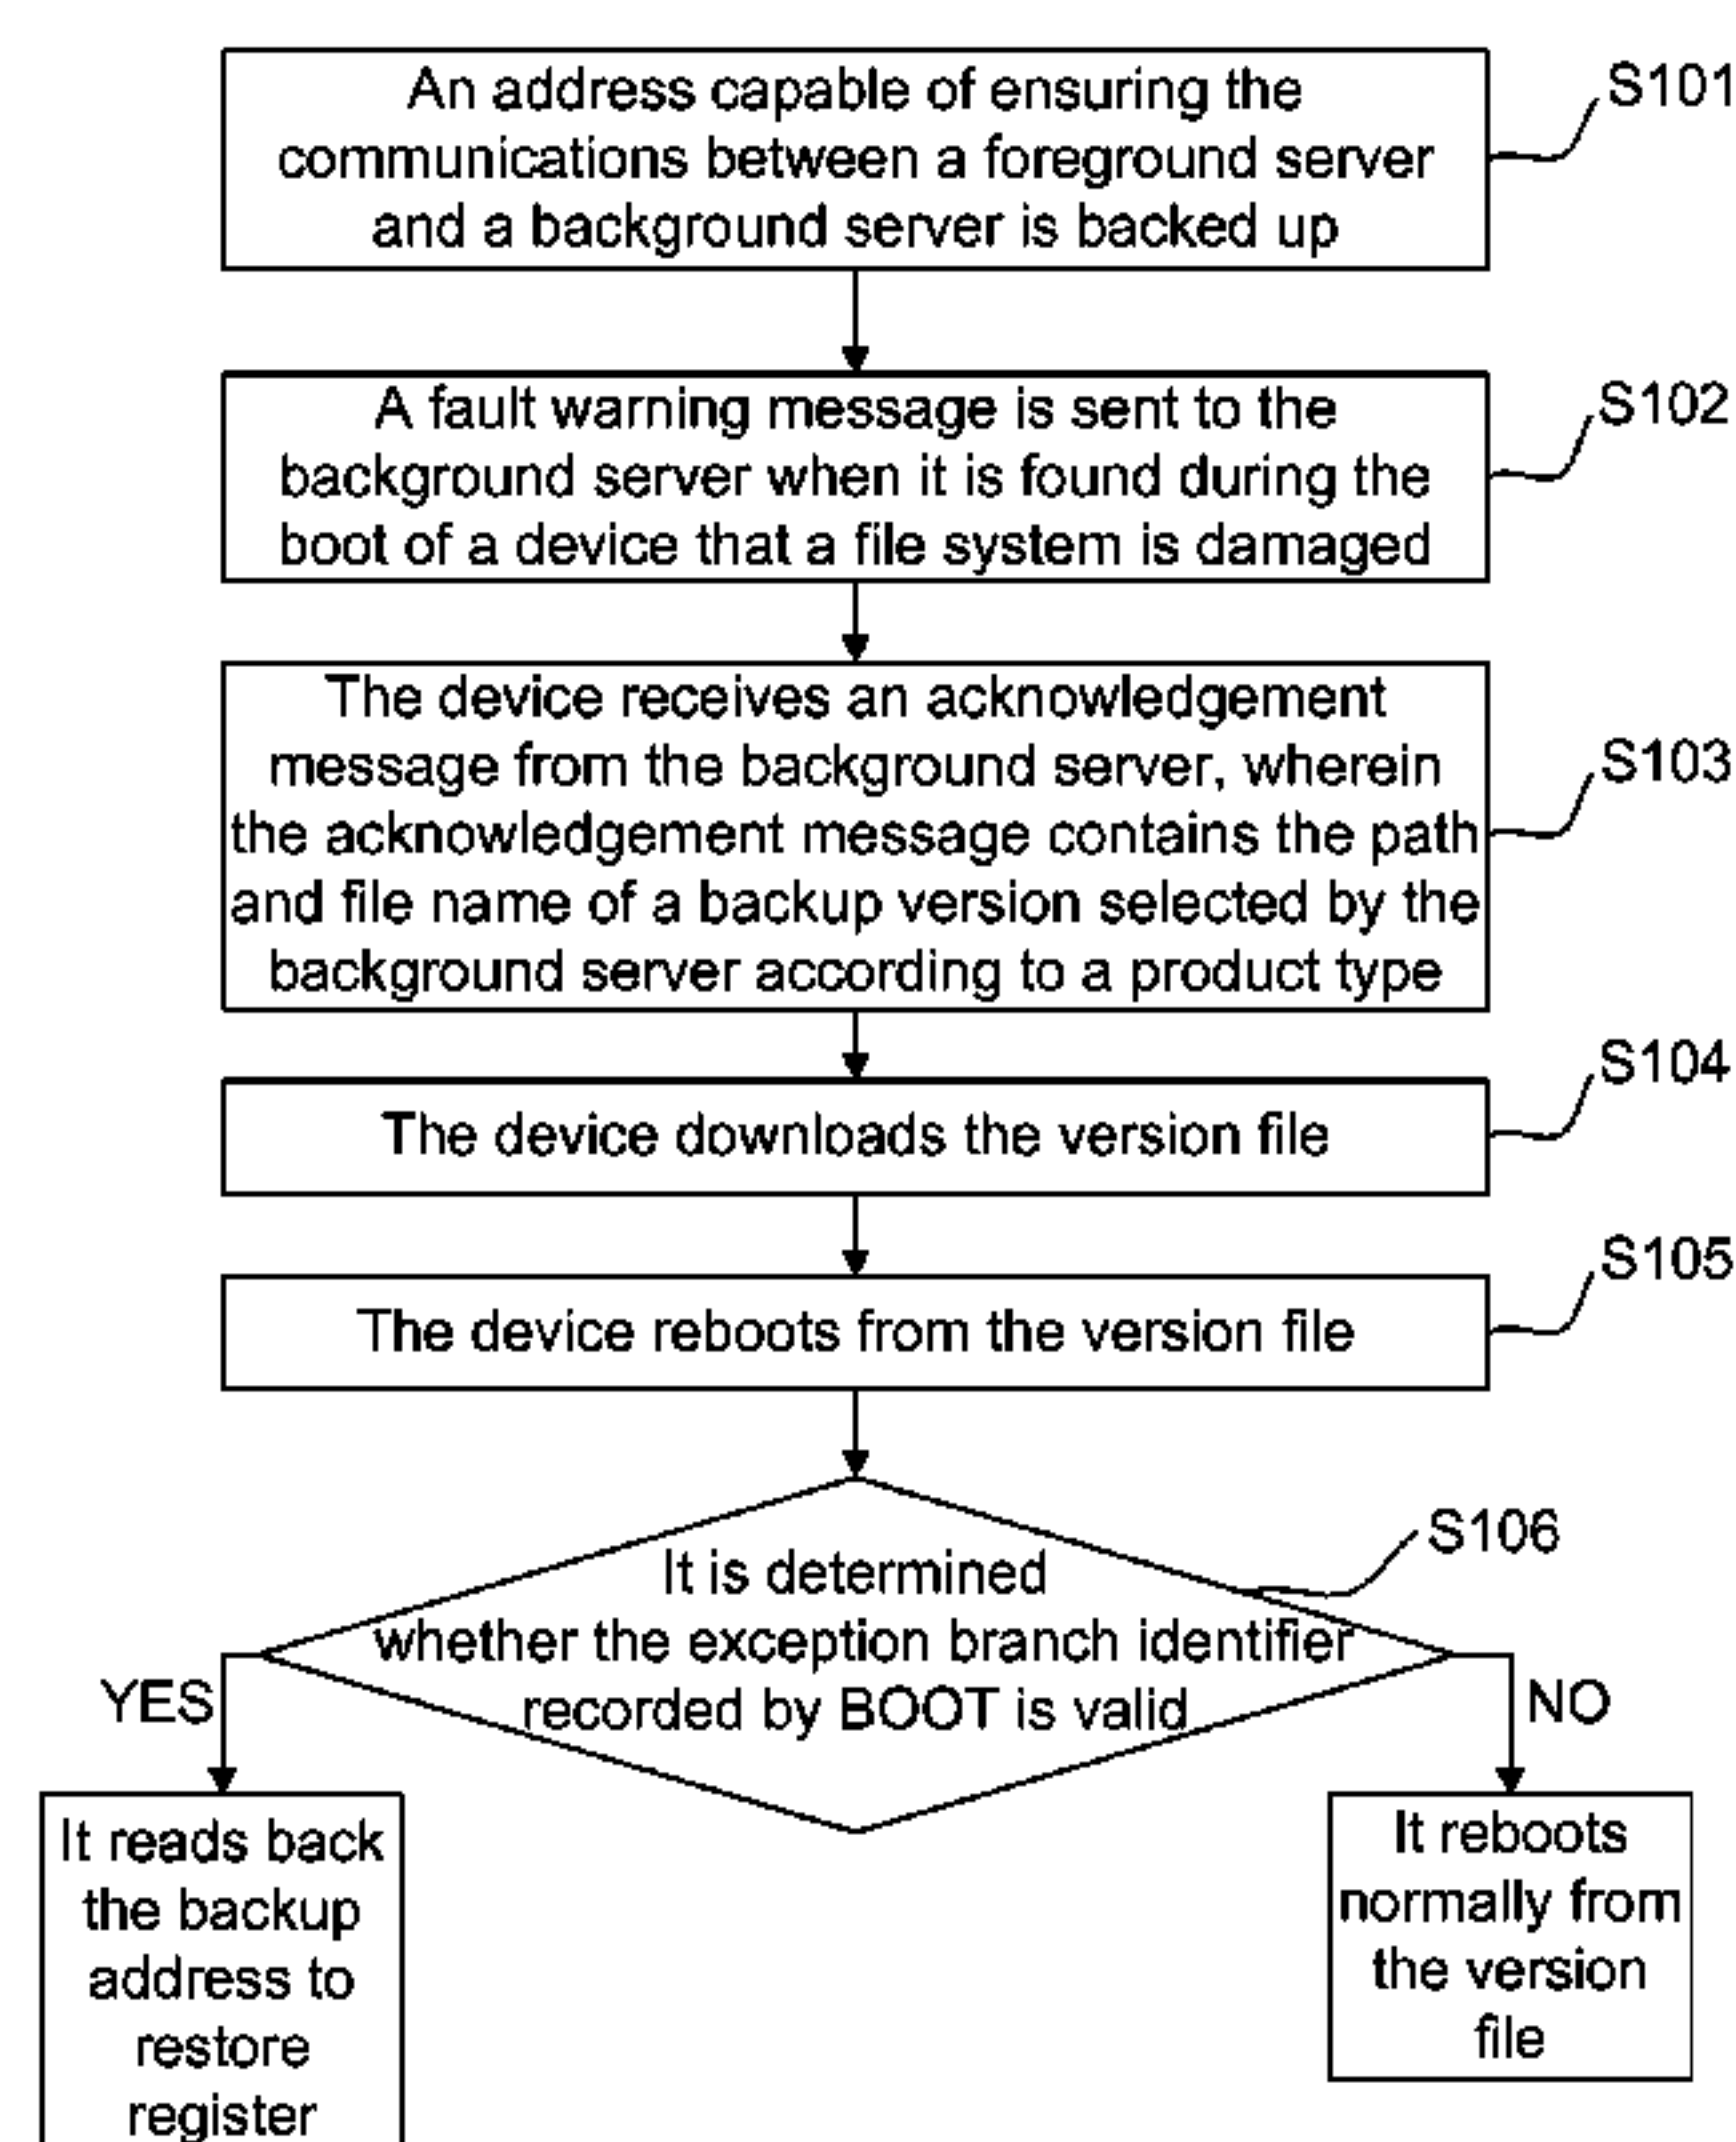 An address capable of ensuring the
communications between a foreground server
and a background server is backed up
S101
A fault warning message is sent to the
background server when it is found during the
boot of a device that a file system is damaged
S102
The device receives an acknowledgement
message from the background server, wherein
the acknowledgement message contains the path
and file name of a backup version selected by the
background server according to a product type
S103
The device downloads the version file
S104
The device reboots from the version file
S105
It is determined
whether the exception branch identifier
recorded by BOOT is valid
S106
YES
NO
It reads back
the backup
address to
restore
register
It reboots
normally from
the version
file